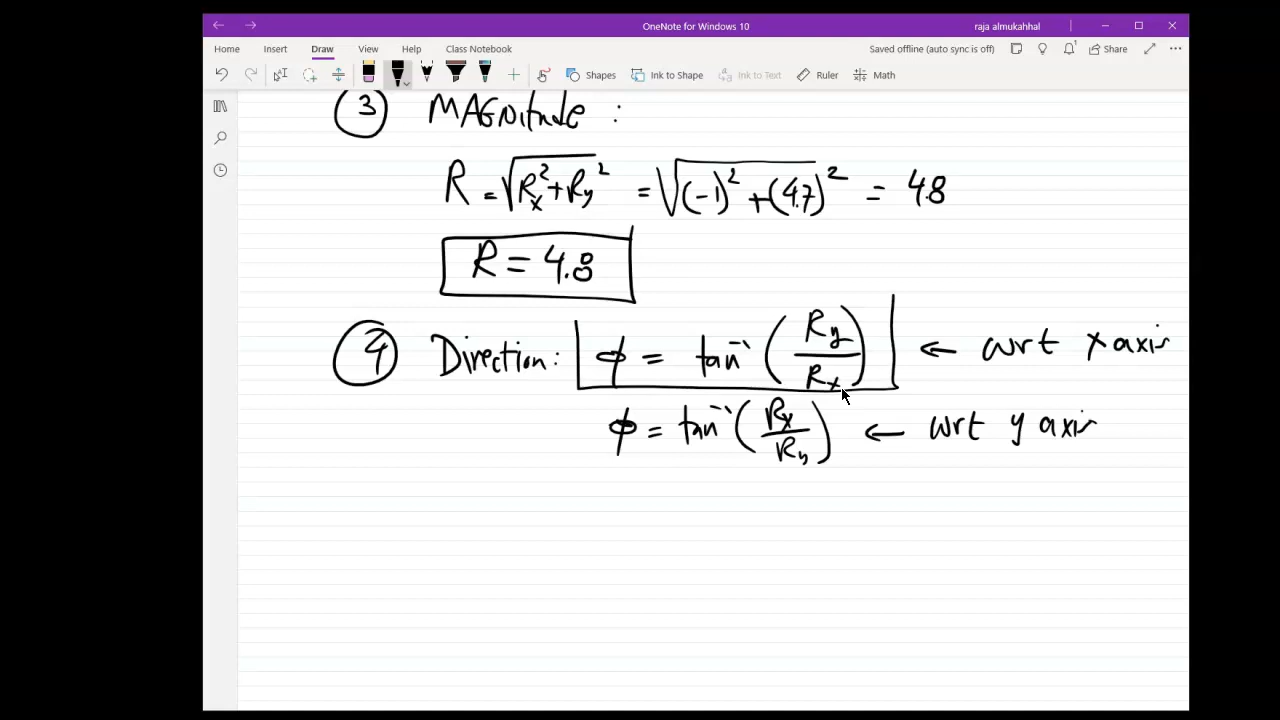 OneNote for Windows 10
raja almukahhal
Home Insert Draw View Help Class Notebook
Saved offline (auto sync is off) Share
Shapes Ink to Shape Ink to Text Ruler Math
③ MAGnitude :
R = √Rx² + Ry² = √(-1)² + (4.7)² = 4.8
R = 4.8
④ Direction: φ = tan⁻¹ (Ry/Rx) ← wrt x axis
φ = tan⁻¹ (Rx/Ry) ← wrt y axis